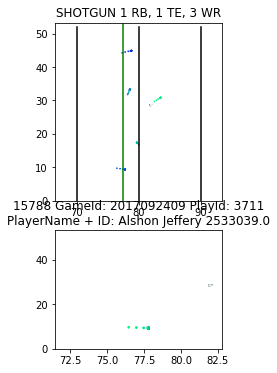 SHOTGUN 1 RB, 1 TE, 3 WR
50
40
30
20
10
0
70 80 90
15788 GameId: 2017092409 PlayId: 3711
PlayerName + ID: Alshon Jeffery 2533039.0
40
20
0
72.5 75.0 77.5 80.0 82.5